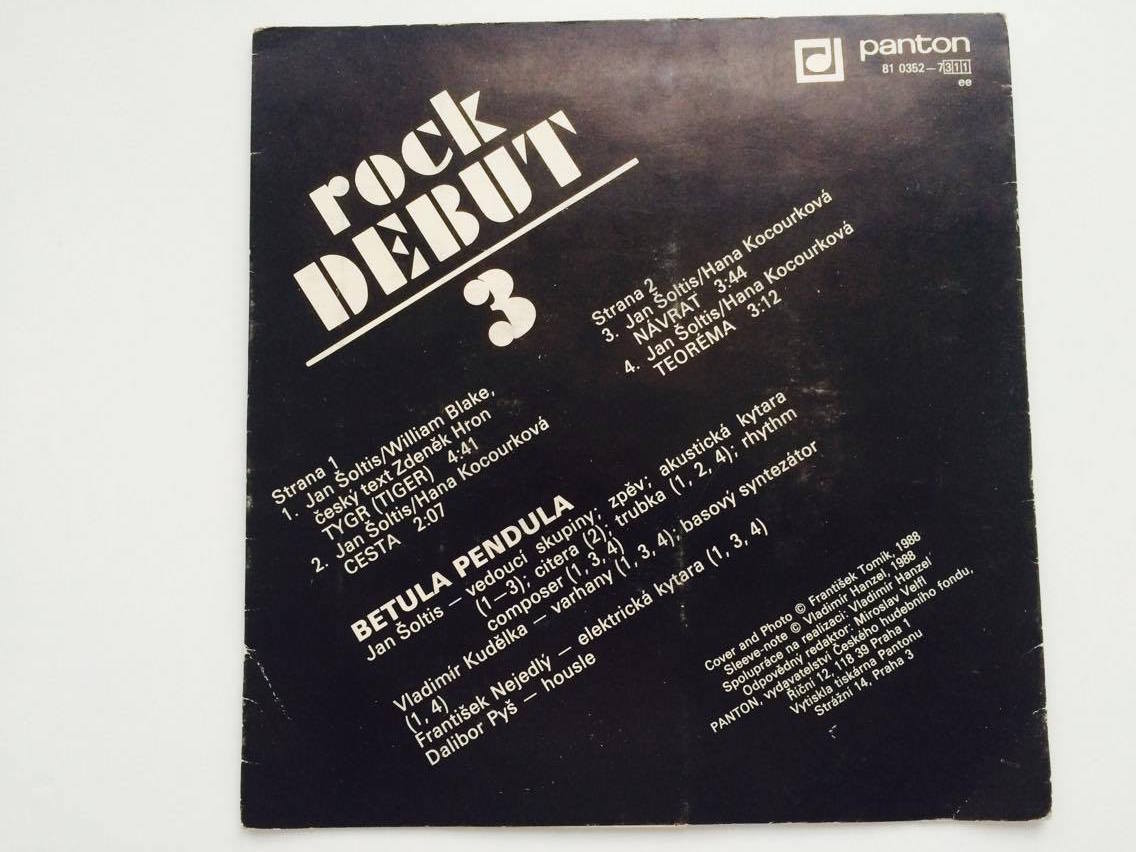 panton
81 0352-7311
ee
rock
DEBUT
3
Strana 1
1. Jan Šoltis/William Blake,
český text Zdeněk Hron
TYGR (TIGER) 4:41
2. Jan Šoltis/Hana Kocourková
CESTA 2:07
Strana 2
3. Jan Šoltis/Hana Kocourková
NÁVRAT 3:44
4. Jan Šoltis/Hana Kocourková
TEORÉMA 3:12
BETULA PENDULA
Jan Šoltis — vedoucí skupiny; zpěv; akustická kytara
(1—3); citera (2); trubka (1, 2, 4); rhythm
composer (1, 3, 4)
Vladimír Kudělka — varhany (1, 3, 4); basový syntezátor
(1, 4)
František Nejedlý — elektrická kytara (1, 3, 4)
Dalibor Pyš — housle
Cover and Photo © František Tomík, 1988
Sleeve-note © Vladimír Hanzel, 1988
Spolupráce na realizaci: Vladimír Hanzel
Odpovědný redaktor: Miroslav Velfl
PANTON, vydavatelství Českého hudebního fondu,
Říční 12, 118 39 Praha 1
Vytiskla tiskárna Pantonu
Strážní 14, Praha 3